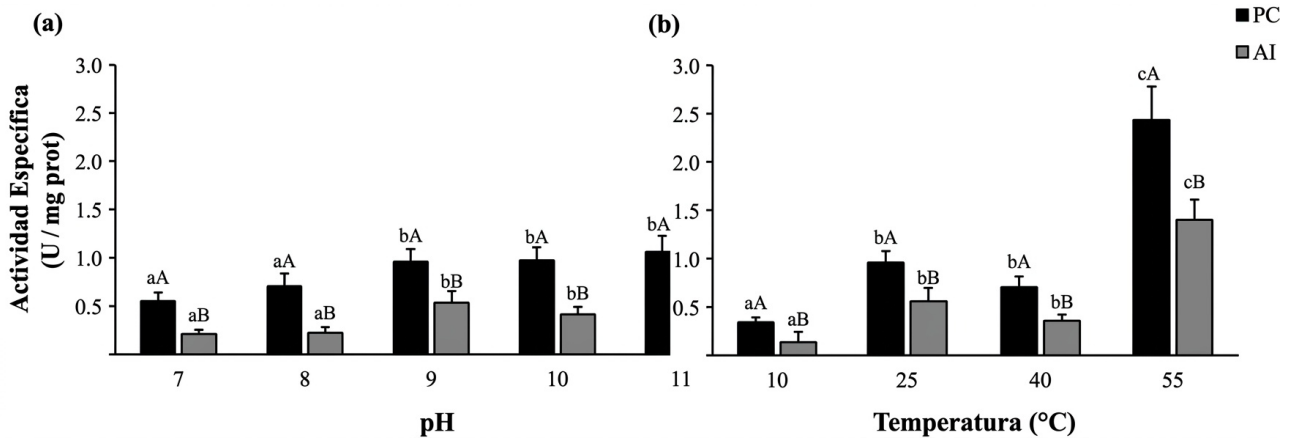 (a)
(b)
PC
AI
Actividad Específica
(U / mg prot)
3.0
2.5
2.0
1.5
1.0
0.5
aA
aB
aA
aB
bA
bB
bA
bB
bA
7
8
9
10
11
pH
3.0
2.5
2.0
1.5
1.0
0.5
aA
aB
bA
bB
bA
bB
cA
cB
10
25
40
55
Temperatura (°C)